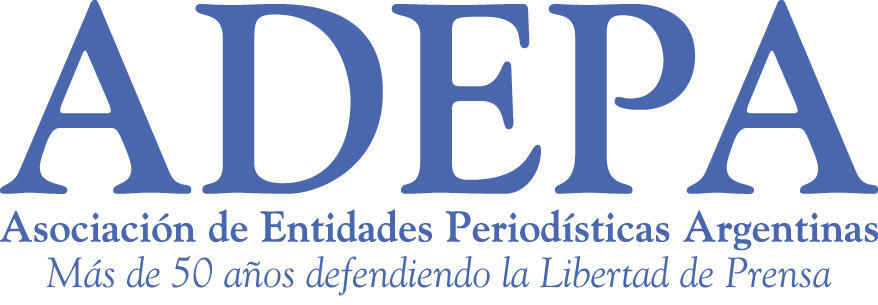 ADEPA
Asociación de Entidades Periodísticas Argentinas
Más de 50 años defendiendo la Libertad de Prensa